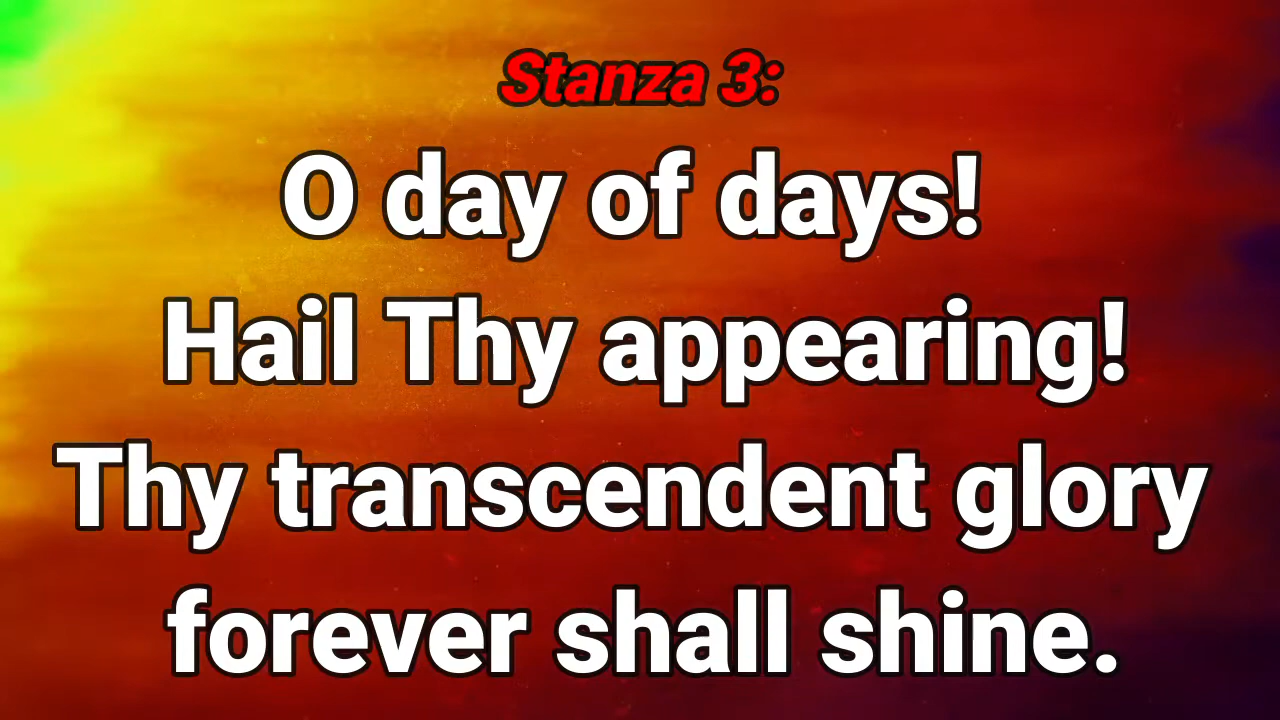 Stanza 3:
O day of days!
Hail Thy appearing!
Thy transcendent glory
forever shall shine.